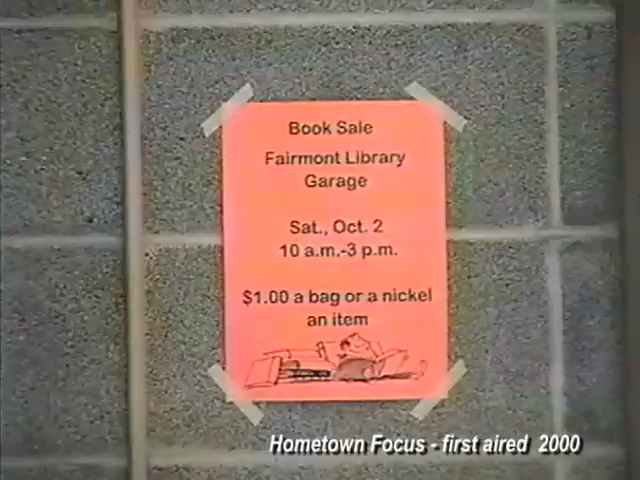 Book Sale
Fairmont Library
Garage
Sat., Oct. 2
10 a.m.-3 p.m.
$1.00 a bag or a nickel
an item
Hometown Focus - first aired 2000